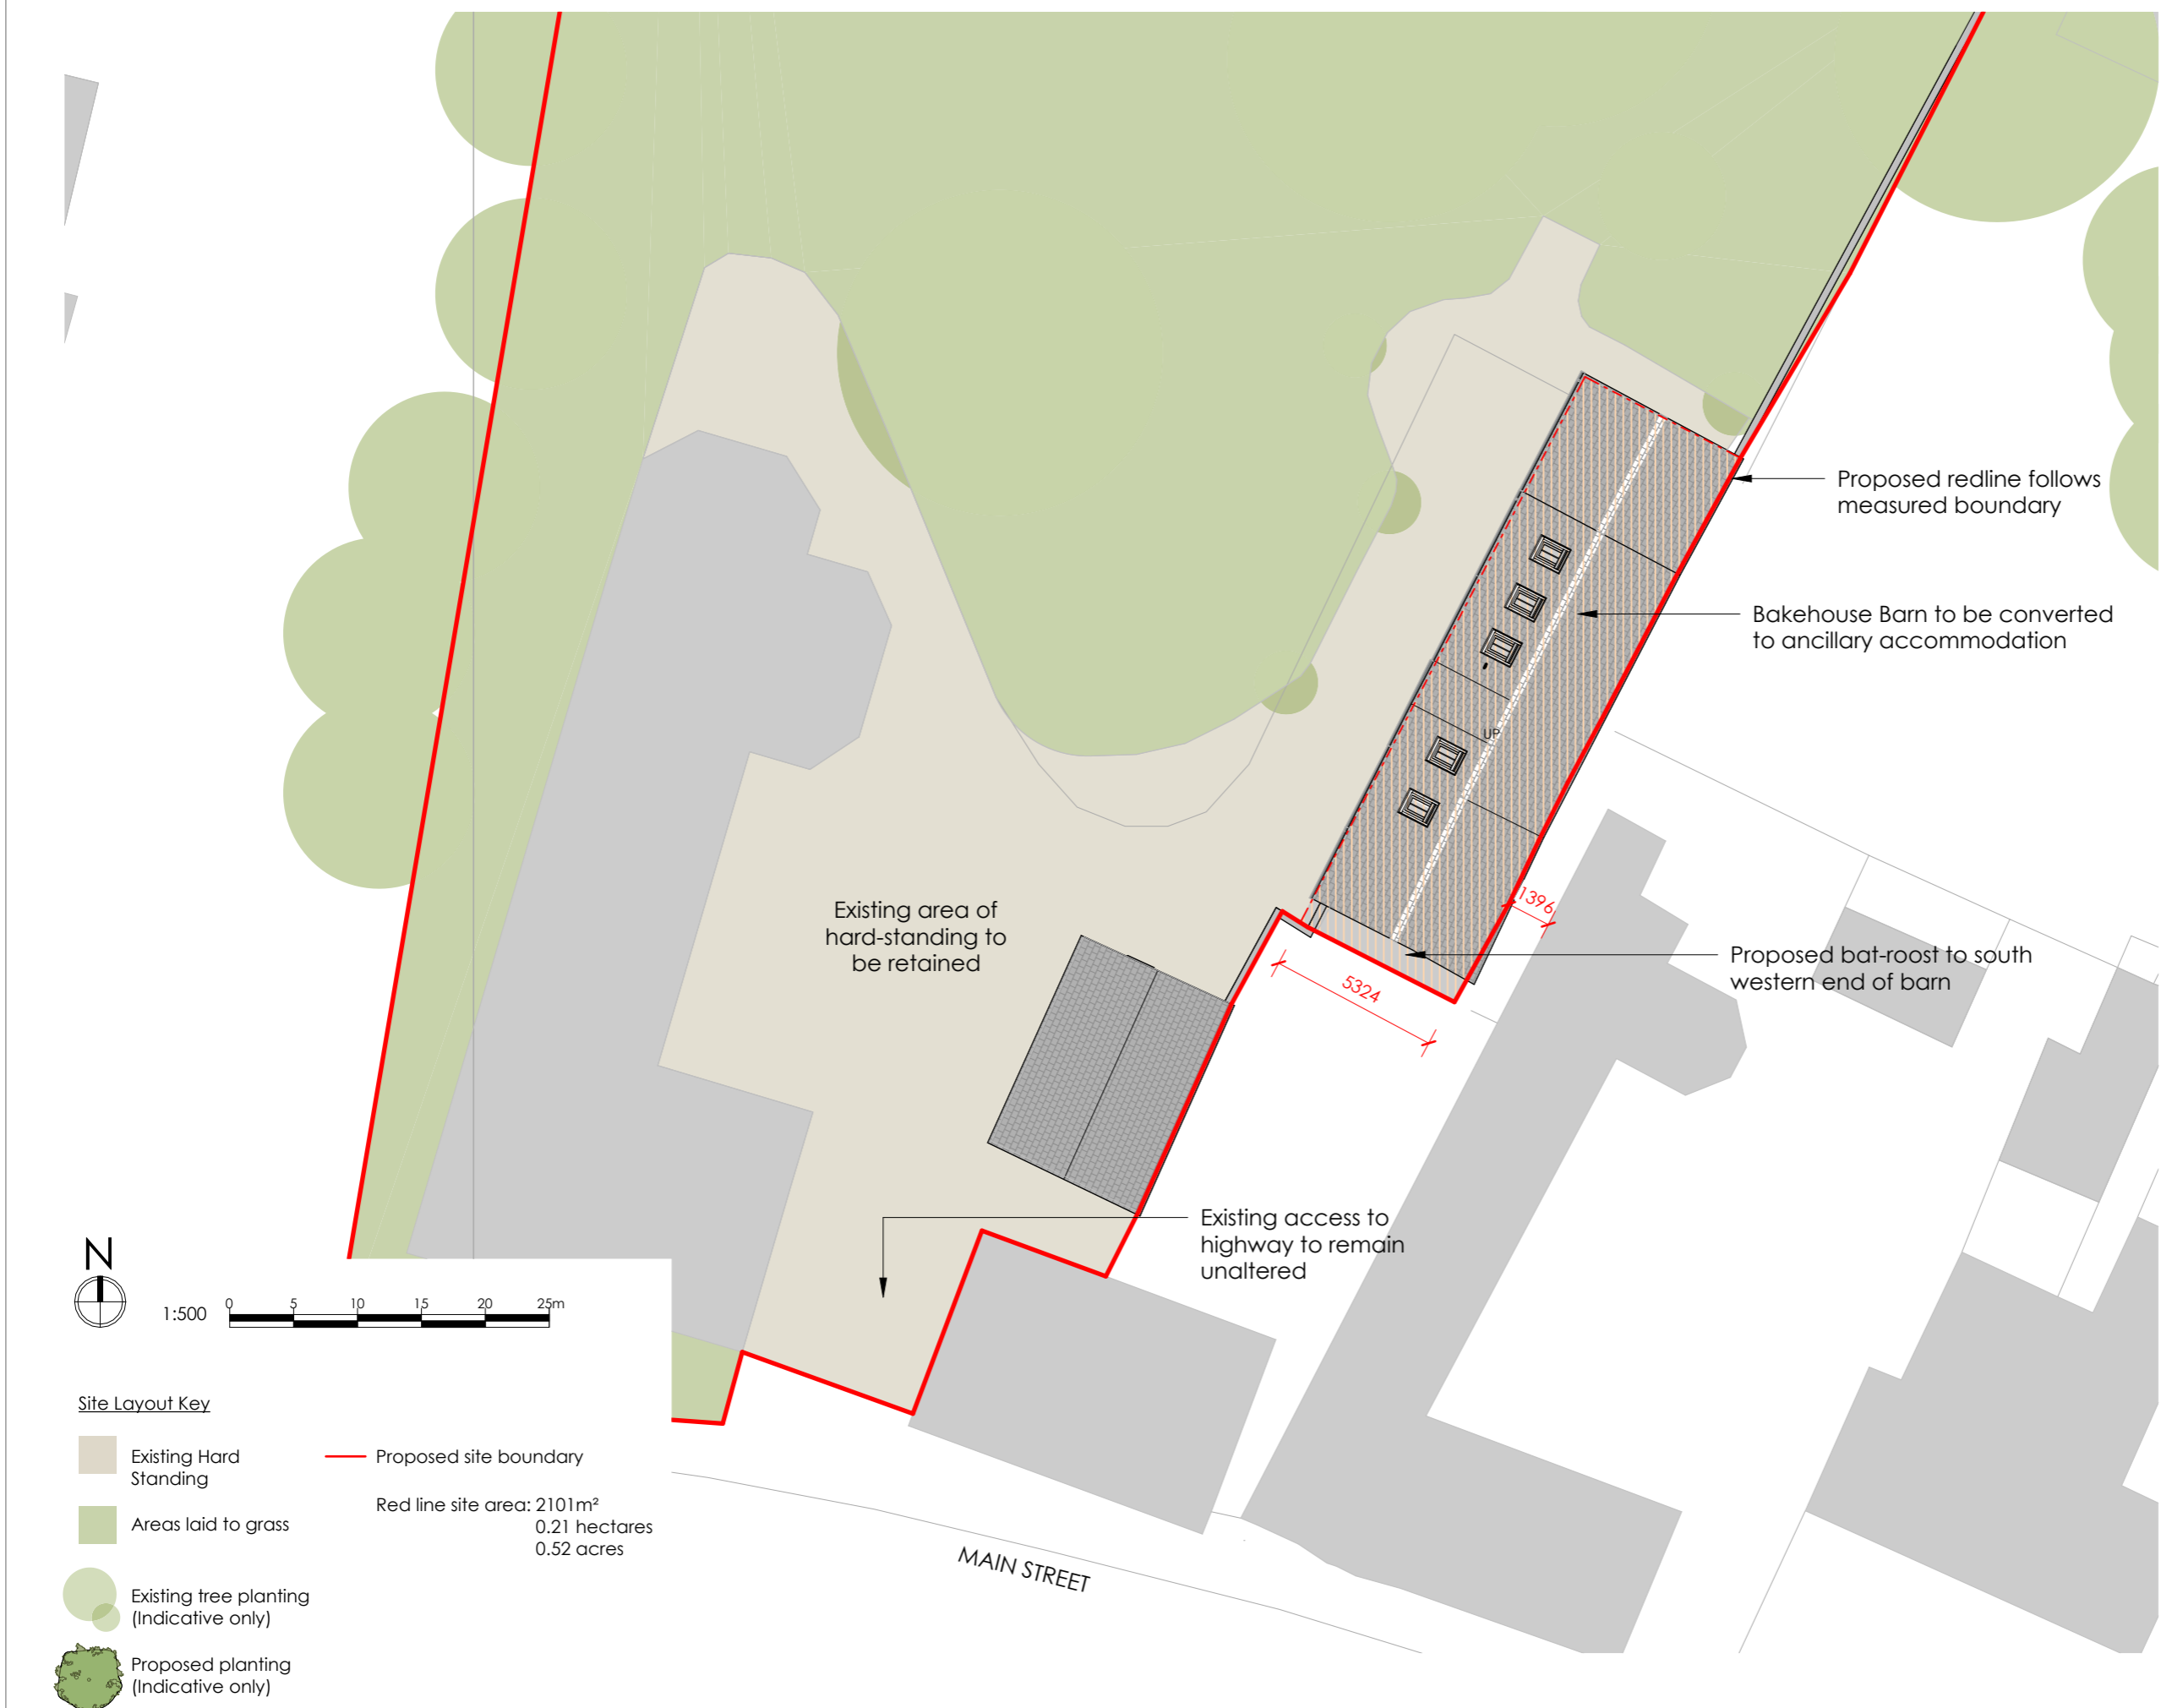 Proposed redline follows
measured boundary
Bakehouse Barn to be converted
to ancillary accommodation
UP
1396
Existing area of
hard-standing to
be retained
Proposed bat-roost to south
western end of barn
5324
Existing access to
highway to remain
unaltered
N
1:500
0 5 10 15 20 25m
Site Layout Key
Existing Hard
Standing
Proposed site boundary
Red line site area: 2101m²
0.21 hectares
0.52 acres
Areas laid to grass
Existing tree planting
(Indicative only)
Proposed planting
(Indicative only)
MAIN STREET